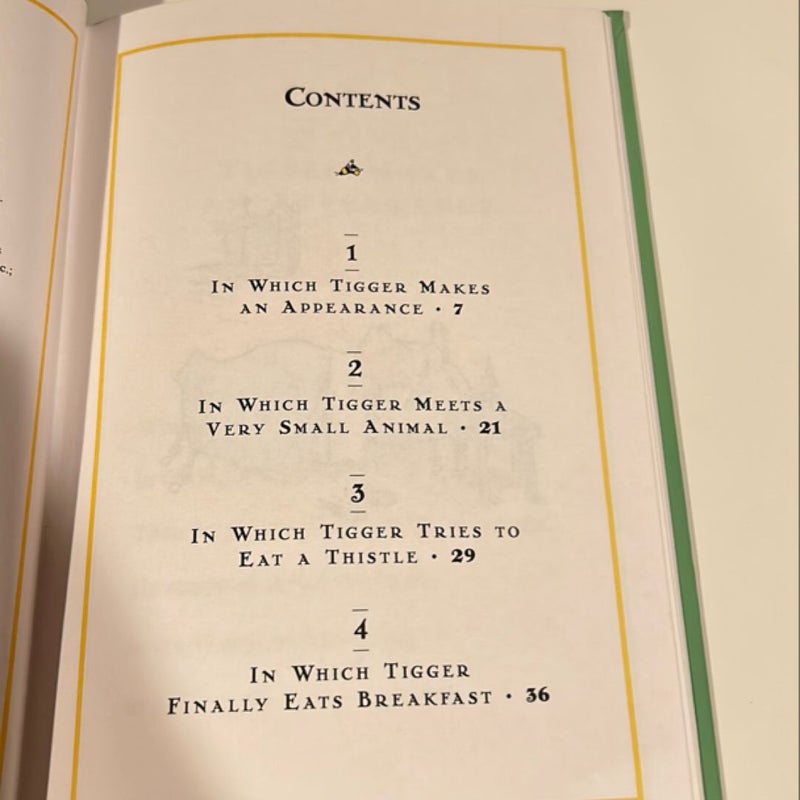 c.;
CONTENTS
1
IN WHICH TIGGER MAKES
AN APPEARANCE • 7
2
IN WHICH TIGGER MEETS A
VERY SMALL ANIMAL • 21
3
IN WHICH TIGGER TRIES TO
EAT A THISTLE • 29
4
IN WHICH TIGGER
FINALLY EATS BREAKFAST • 36